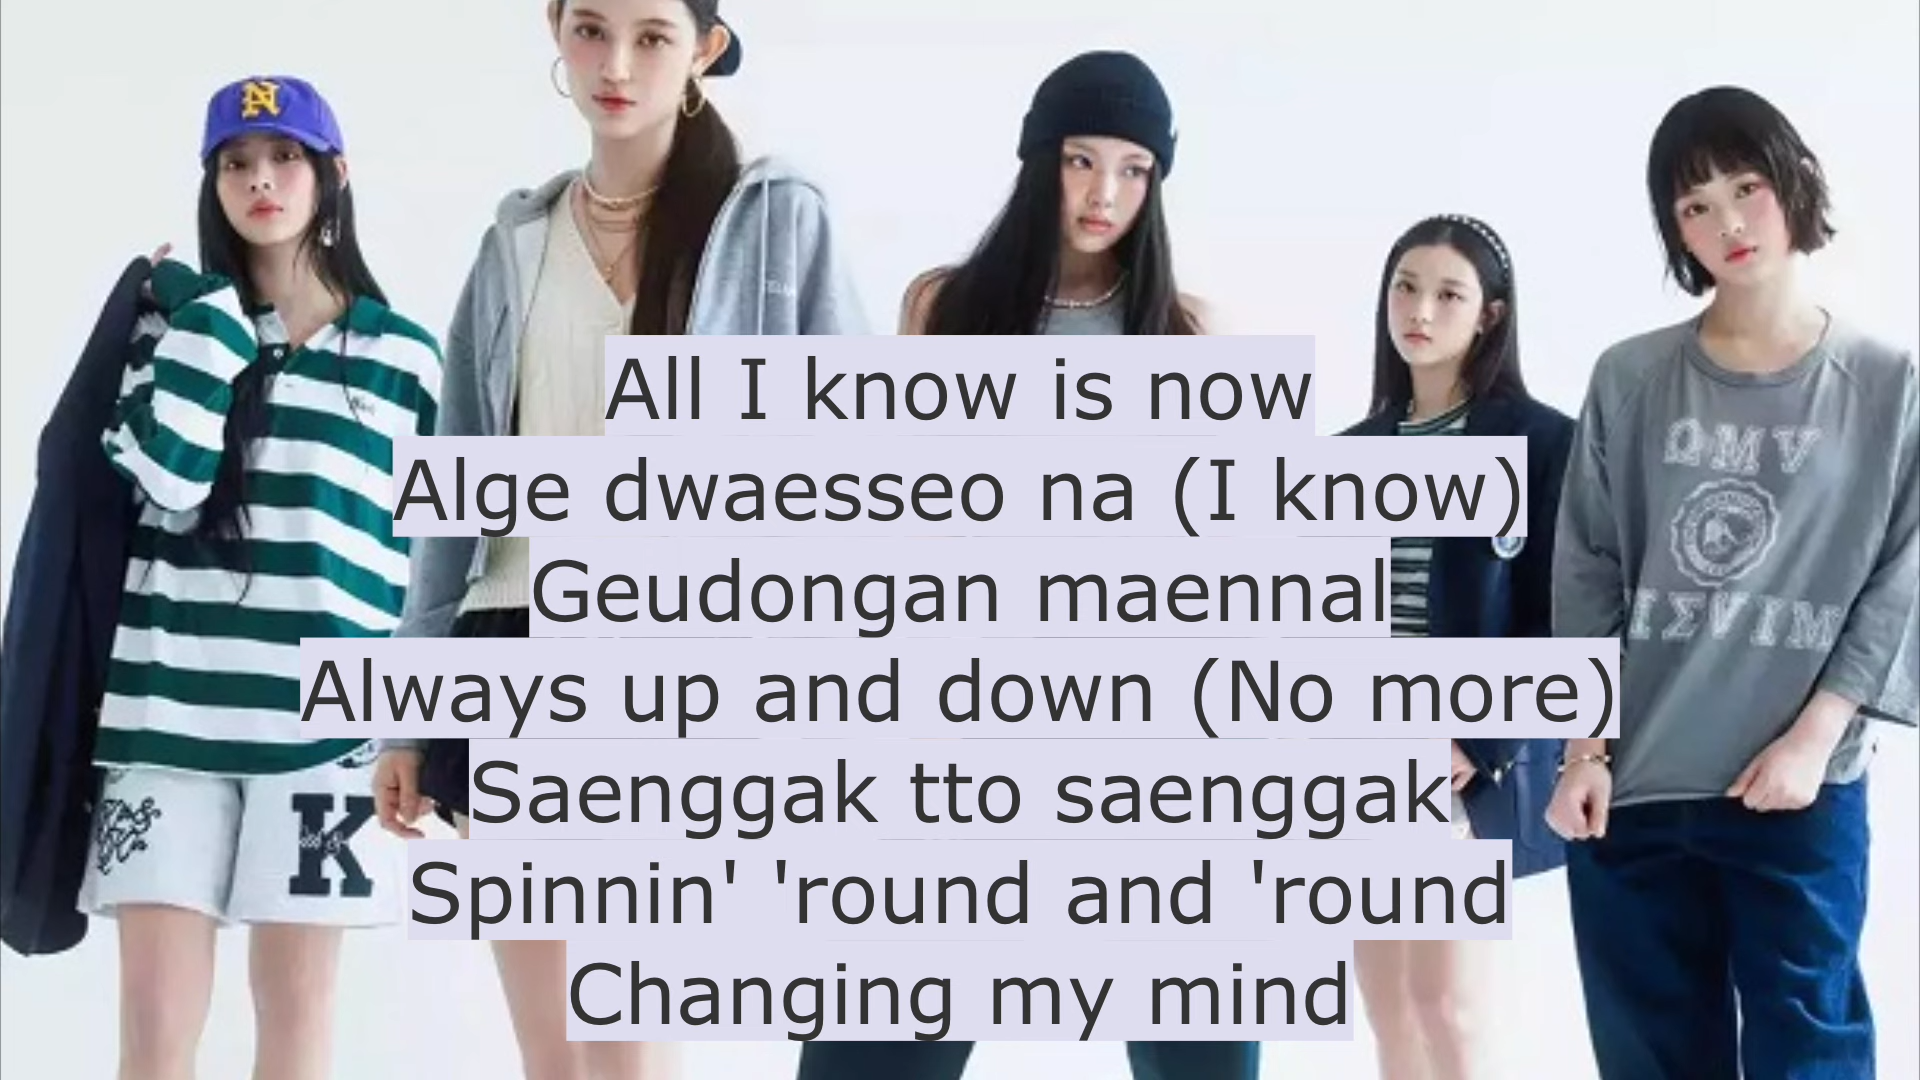 N
All I know is now
Alge dwaesseo na (I know)
Geudongan maennal
Always up and down (No more)
Saenggak tto saenggak
Spinnin' 'round and 'round
Changing my mind
K